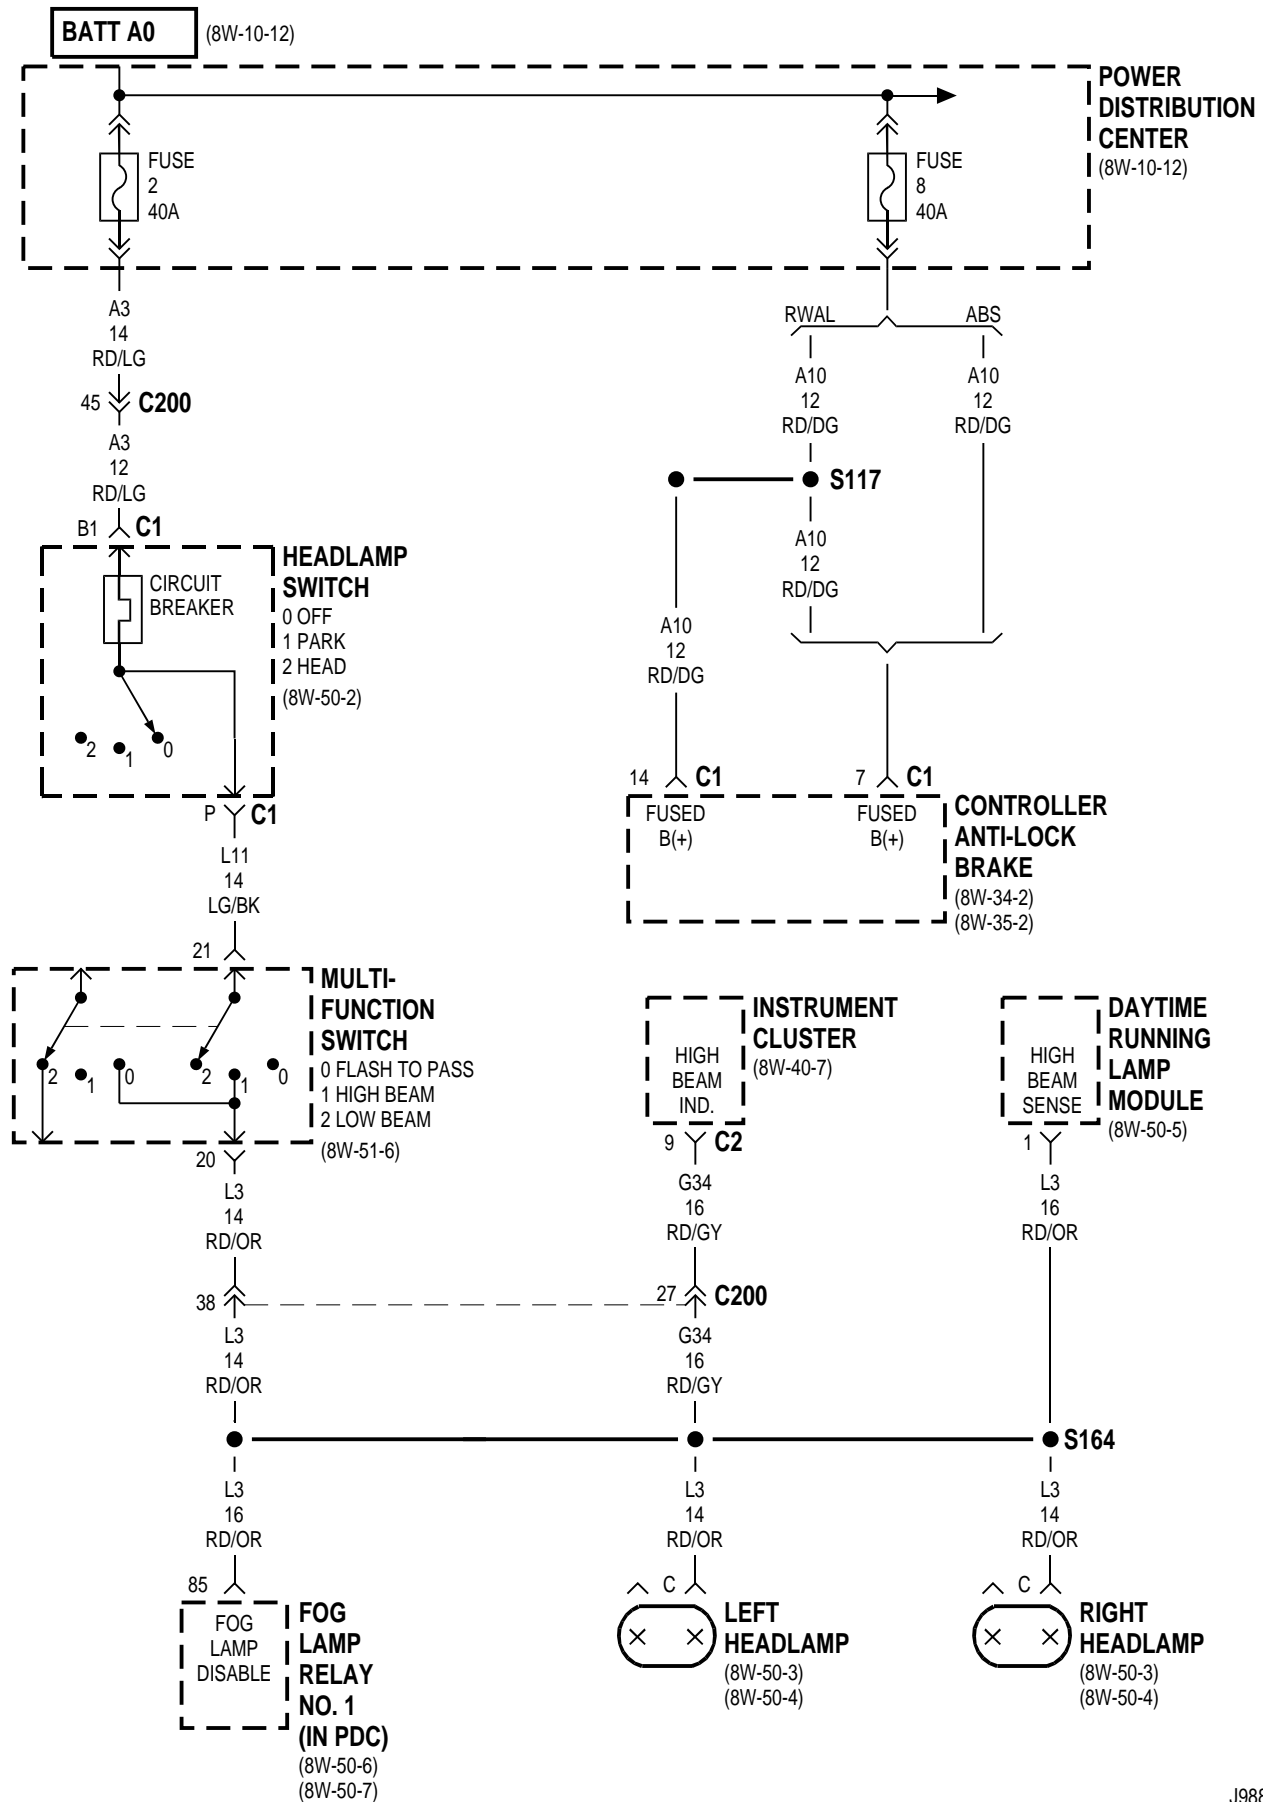 BATT A0 (8W-10-12)
POWER
DISTRIBUTION
CENTER
(8W-10-12)
FUSE
2
40A
FUSE
8
40A
A3
14
RD/LG
45 C200
A3
12
RD/LG
B1 C1
HEADLAMP
SWITCH
0 OFF
1 PARK
2 HEAD
(8W-50-2)
CIRCUIT
BREAKER
2 1 0
P C1
L11
14
LG/BK
21
RWAL ABS
A10
12
RD/DG
A10
12
RD/DG
S117
A10
12
RD/DG
A10
12
RD/DG
14 C1 7 C1
FUSED
B(+)
FUSED
B(+)
CONTROLLER
ANTI-LOCK
BRAKE
(8W-34-2)
(8W-35-2)
MULTI-
FUNCTION
SWITCH
0 FLASH TO PASS
1 HIGH BEAM
2 LOW BEAM
(8W-51-6)
2 1 0 2 1 0
20
L3
14
RD/OR
INSTRUMENT
CLUSTER
(8W-40-7)
HIGH
BEAM
IND.
9 C2
G34
16
RD/GY
DAYTIME
RUNNING
LAMP
MODULE
(8W-50-5)
HIGH
BEAM
SENSE
1
L3
16
RD/OR
38 27 C200
L3
14
RD/OR
G34
16
RD/GY
S164
L3
16
RD/OR
L3
14
RD/OR
L3
14
RD/OR
85 C C
FOG
LAMP
DISABLE
FOG
LAMP
RELAY
NO. 1
(IN PDC)
(8W-50-6)
(8W-50-7)
LEFT
HEADLAMP
(8W-50-3)
(8W-50-4)
RIGHT
HEADLAMP
(8W-50-3)
(8W-50-4)
J988